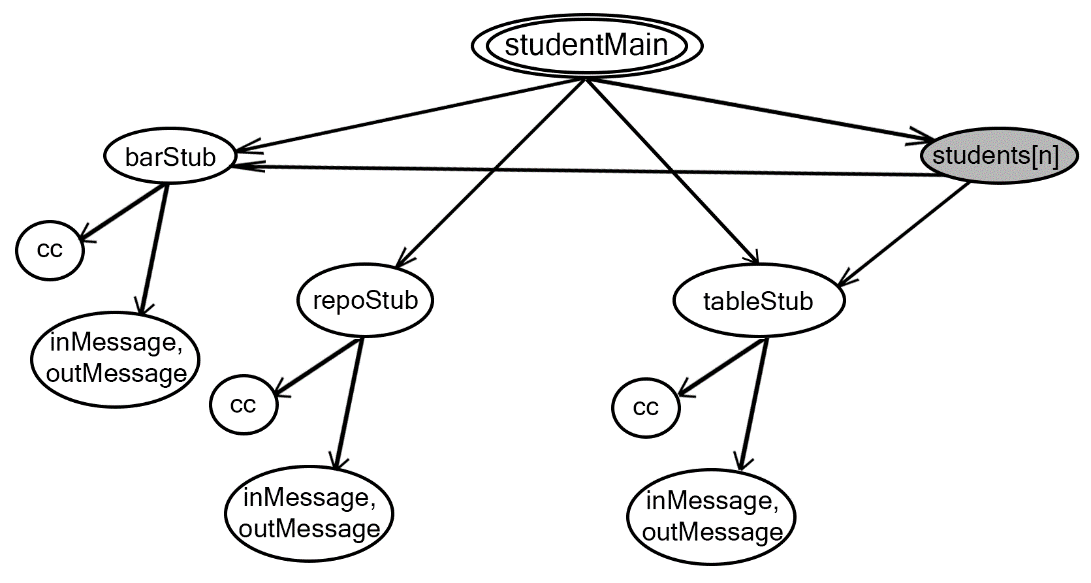 studentMain
barStub
students[n]
cc
repoStub
tableStub
inMessage,
outMessage
cc
cc
inMessage,
outMessage
inMessage,
outMessage